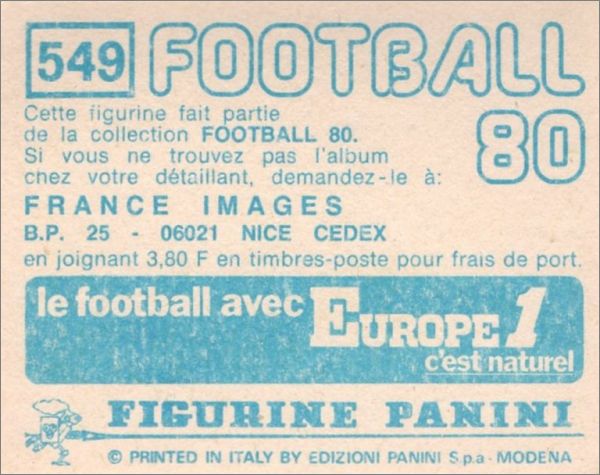 549 FOOTBALL
80
Cette figurine fait partie
de la collection FOOTBALL 80.
Si vous ne trouvez pas l'album
chez votre détaillant, demandez-le à:
FRANCE IMAGES
B.P. 25 - 06021 NICE CEDEX
en joignant 3,80 F en timbres-poste pour frais de port.
le football avec EUROPE 1
c'est naturel
FIGURINE PANINI
© PRINTED IN ITALY BY EDIZIONI PANINI S.p.a - MODENA